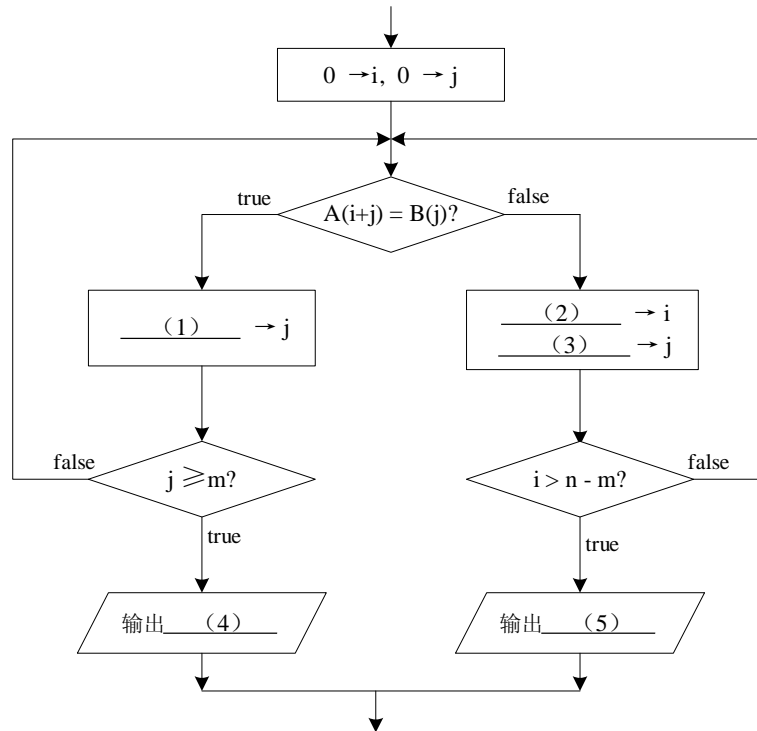 0 →i, 0 → j
true
A(i+j) = B(j)?
false
(1) → j
(2) → i
(3) → j
false
j ≥m?
i > n - m?
false
true
true
输出 (4)
输出 (5)